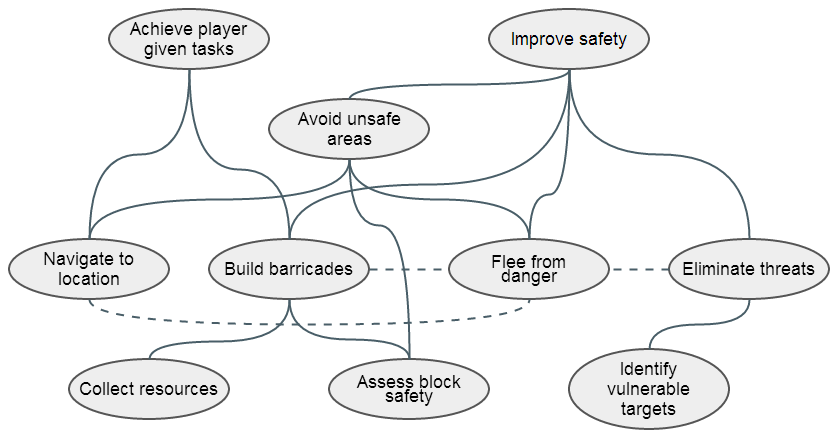 Achieve player
given tasks
Improve safety
Avoid unsafe
areas
Navigate to
location
Build barricades
Flee from
danger
Eliminate threats
Collect resources
Assess block
safety
Identify
vulnerable
targets